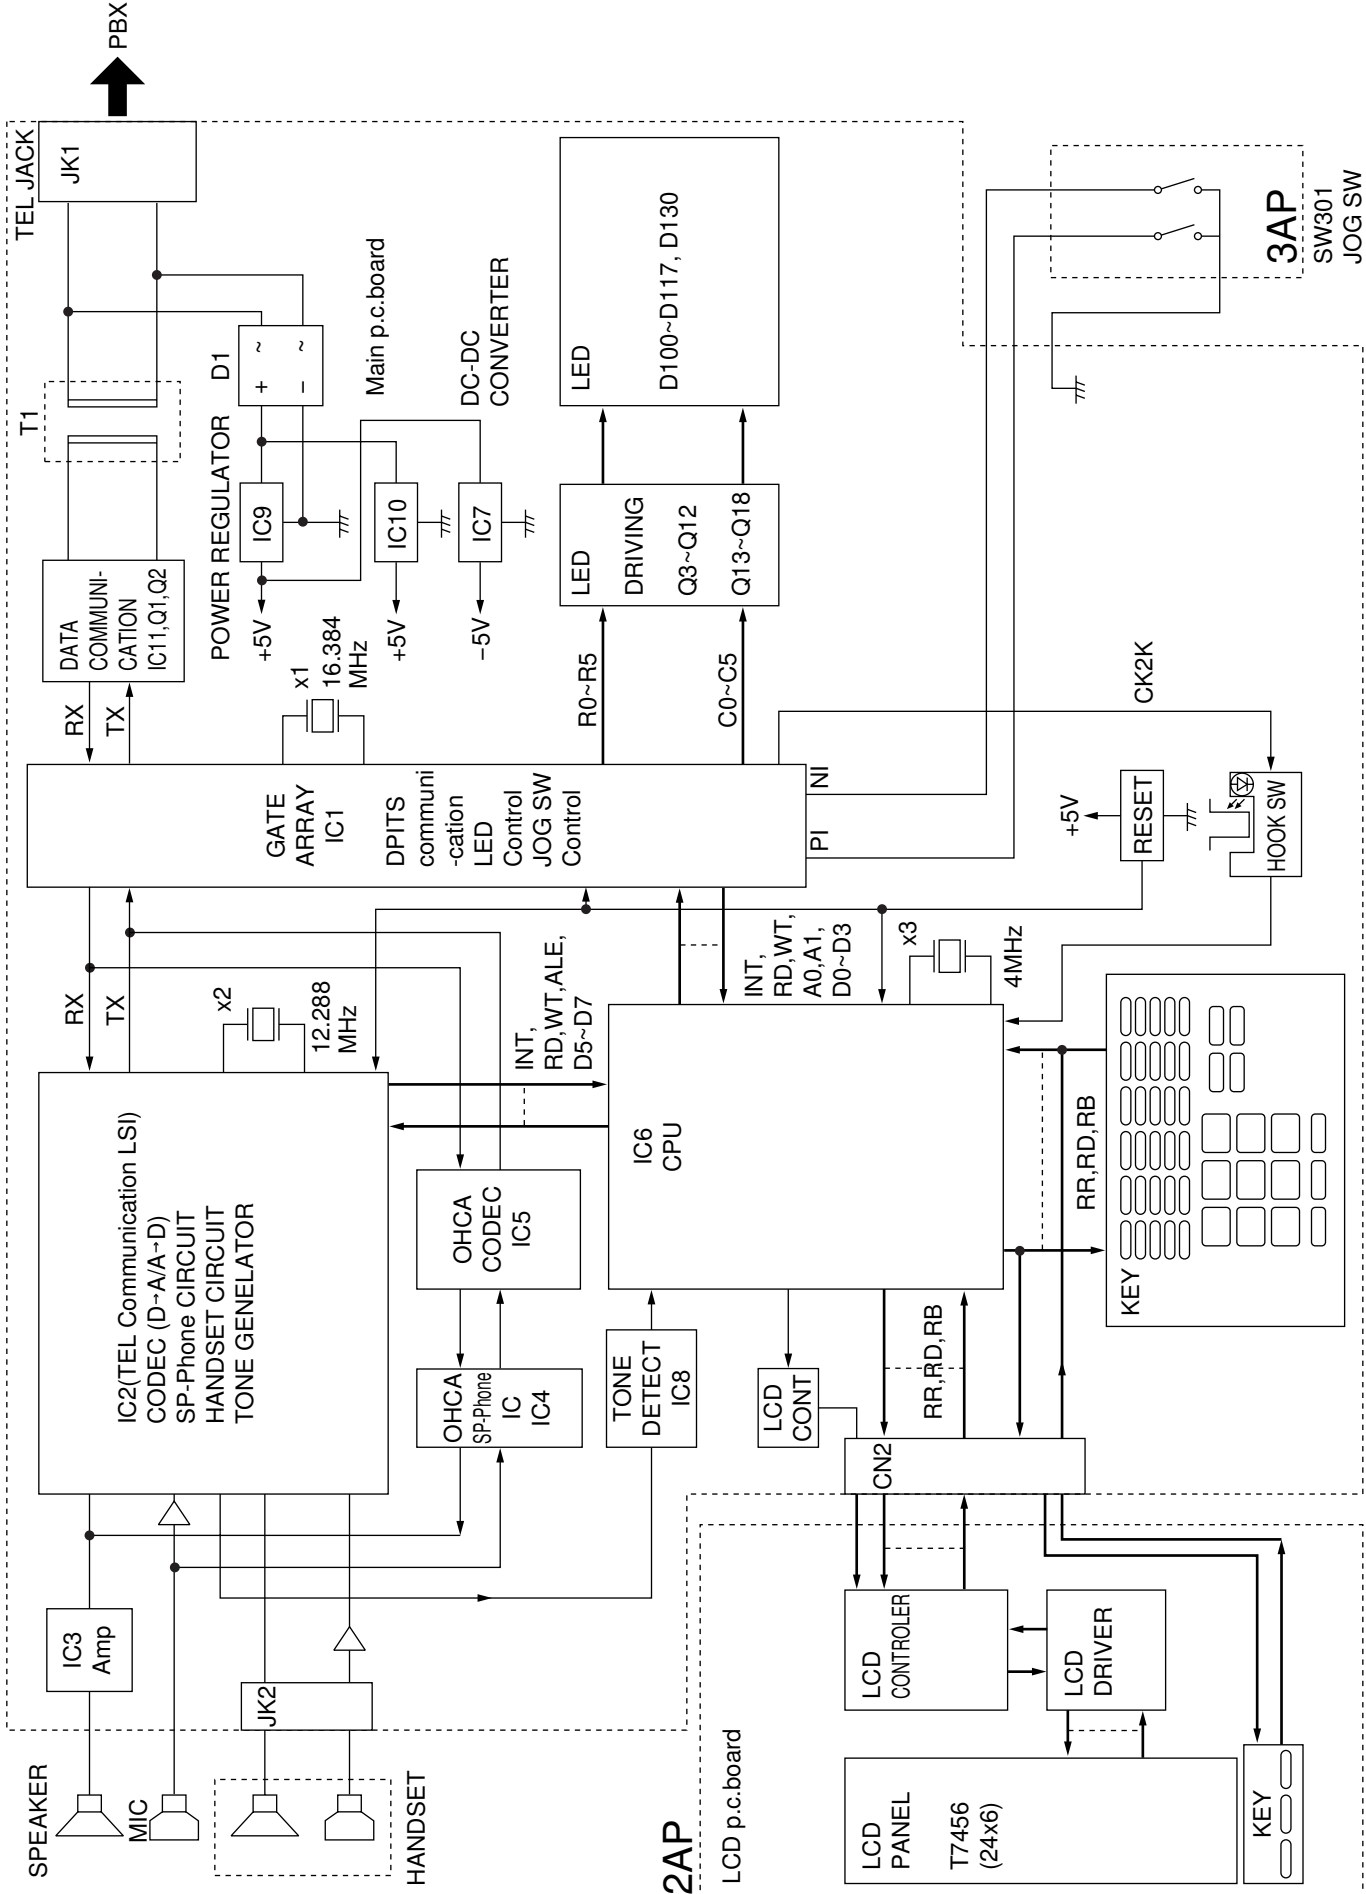 SPEAKER
MIC
HANDSET
IC3
Amp
JK2
IC2(TEL Communication LSI)
CODEC (D→A/A→D)
SP-Phone CIRCUIT
HANDSET CIRCUIT
TONE GENELATOR
RX
TX
x2
12.288
MHz
GATE
ARRAY
IC1
DPITS
communi
-cation
LED
Control
JOG SW
Control
RX
TX
x1
16.384
MHz
DATA
COMMUNI-
CATION
IC11,Q1,Q2
T1
TEL JACK
JK1
PBX
POWER REGULATOR
D1
+
−
~
~
IC9
+5V
IC10
+5V
IC7
−5V
Main p.c.board
DC-DC
CONVERTER
R0~R5
C0~C5
LED
DRIVING
Q3~Q12
Q13~Q18
LED
D100~D117, D130
NI
PI
CK2K
3AP
SW301
JOG SW
OHCA
SP-Phone
IC
IC4
OHCA
CODEC
IC5
INT,
RD,WT,ALE,
D5~D7
TONE
DETECT
IC8
IC6
CPU
INT,
RD,WT,
A0,A1,
D0~D3
x3
4MHz
+5V
RESET
HOOK SW
LCD
CONT
RR,RD,RB
CN2
KEY
RR,RD,RB
2AP
LCD p.c.board
LCD
CONTROLER
LCD
DRIVER
LCD
PANEL
T7456
(24x6)
KEY